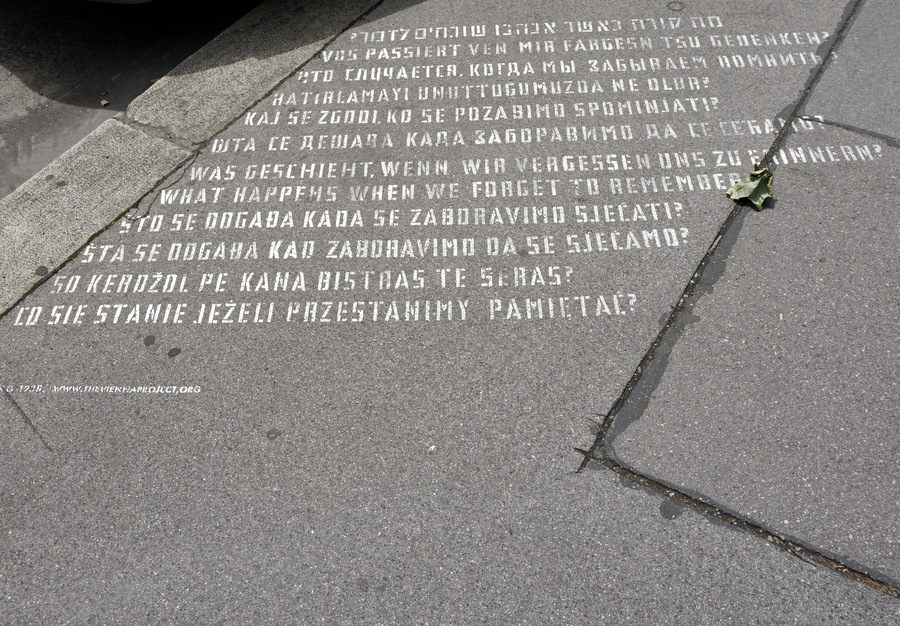 מה קורה כאשר אנחנו שוכחים לזכור?
VOS PASSIERT VEN MIR FARGESN TSU GEDENKEN?
ЧТО СЛУЧАЕТСЯ, КОГДА МЫ ЗАБЫВАЕМ ПОМНИТЬ?
HATIRLAMAYI UNUTTUĞUMUZDA NE OLUR?
KAJ SE ZGODI, KO SE POZABIMO SPOMINJATI?
ШТА СЕ ДЕШАВА КАДА ЗАБОРАВИМО ДА СЕ СЕЋАМО?
WAS GESCHIEHT, WENN WIR VERGESSEN UNS ZU ERINNERN?
WHAT HAPPENS WHEN WE FORGET TO REMEMBER
ŠTO SE DOGAĐA KADA SE ZABORAVIMO SJEĆATI?
ŠTA SE DOGAĐA KAD ZABORAVIMO DA SE SJEĆAMO?
SO KERDŽOL PE KANA BISTRAS TE SERAS?
CO SIĘ STANIE JEŻELI PRZESTANIMY PAMIĘTAĆ?
1938. WWW.THEVIENNAPROJECT.ORG